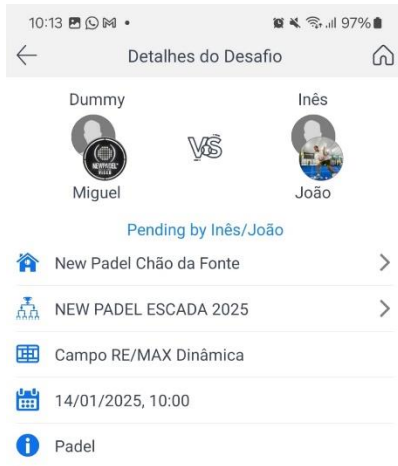 10:13 97%
Detalhes do Desafio
Dummy Inês
VS
NEWPADEL
Miguel João
Pending by Inês/João
New Padel Chão da Fonte
NEW PADEL ESCADA 2025
Campo RE/MAX Dinâmica
14/01/2025, 10:00
Padel